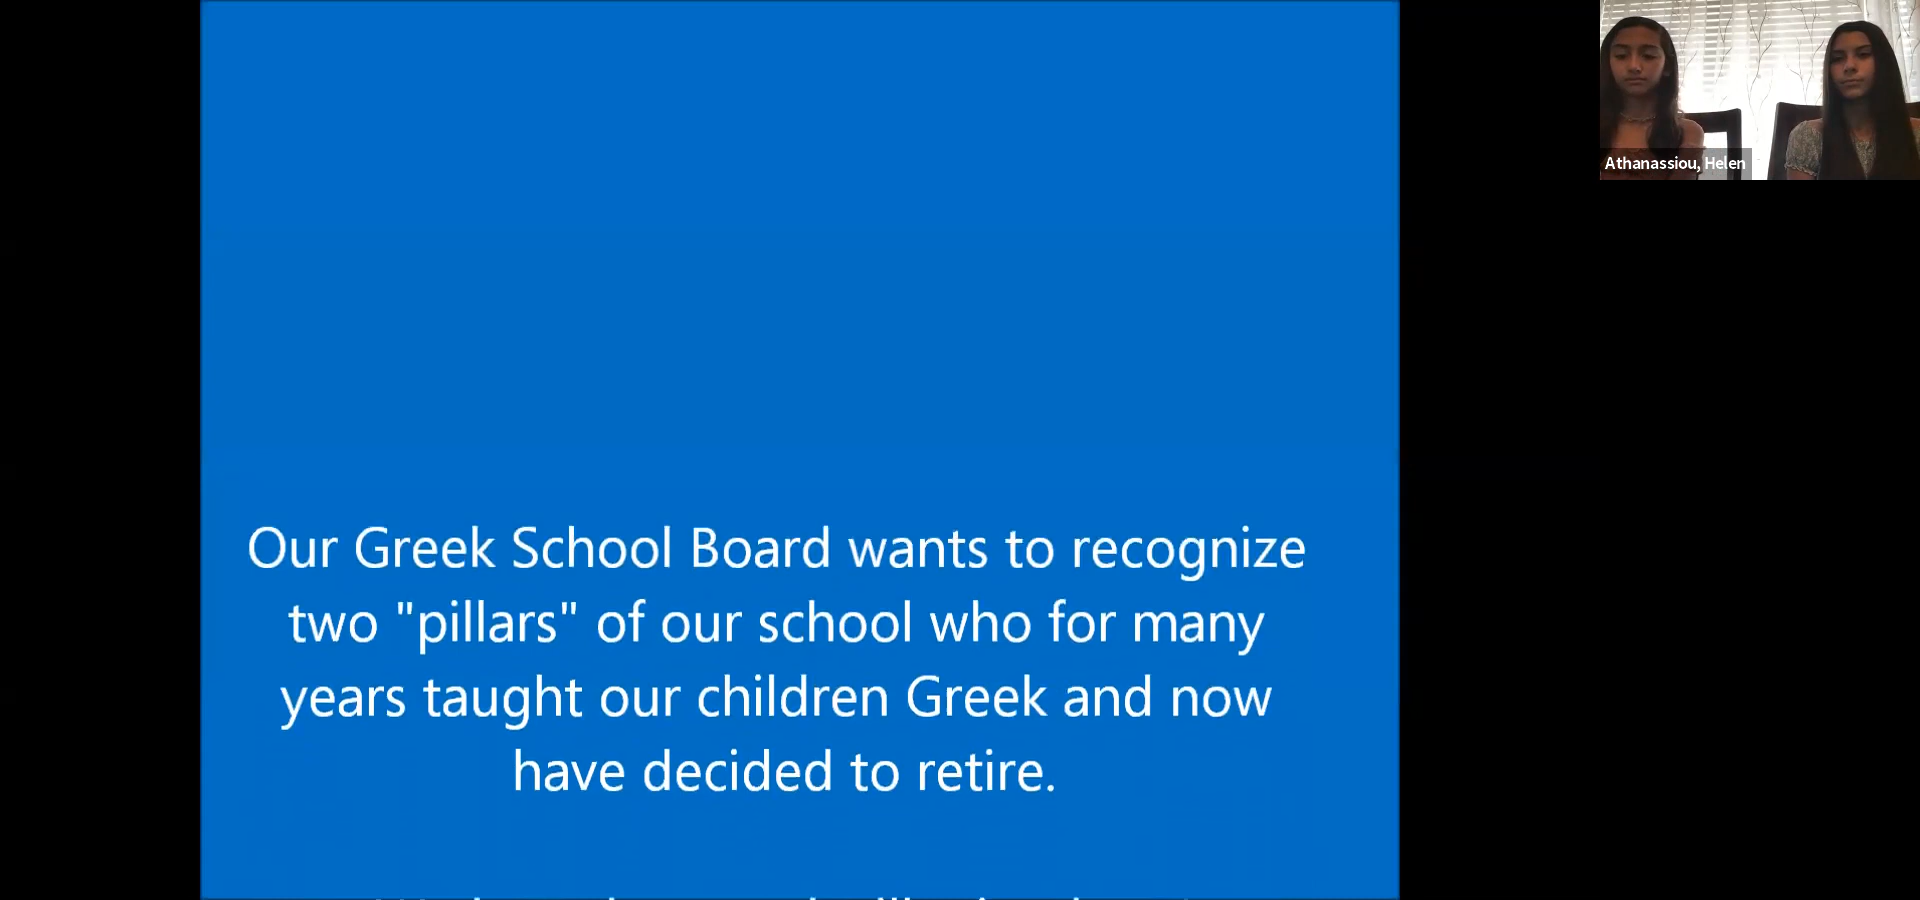 Athanassiou, Helen
Our Greek School Board wants to recognize
two "pillars" of our school who for many
years taught our children Greek and now
have decided to retire.